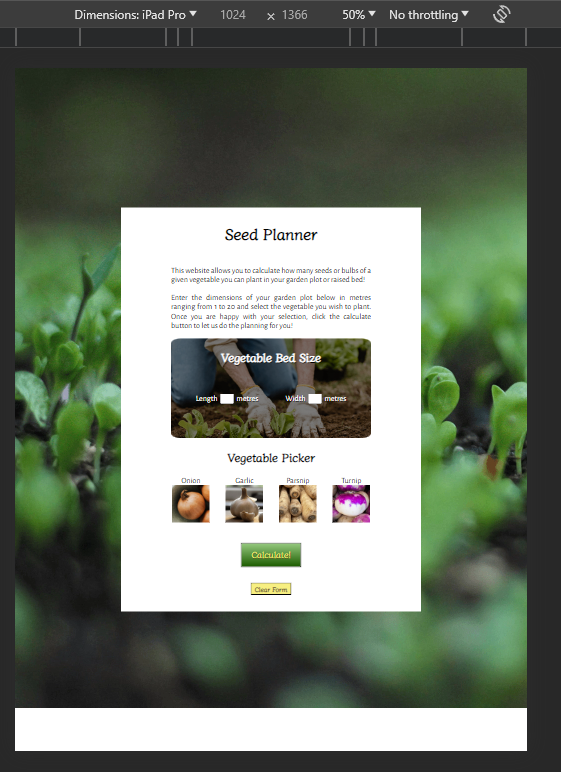 Dimensions: iPad Pro ▼ 1024 × 1366 50% ▼ No throttling ▼
Seed Planner
This website allows you to calculate how many seeds or bulbs of a
given vegetable you can plant in your garden plot or raised bed!
Enter the dimensions of your garden plot below in metres
ranging from 1 to 20 and select the vegetable you wish to plant.
Once you are happy with your selection, click the calculate
button to let us do the planning for you!
Vegetable Bed Size
Length metres Width metres
Vegetable Picker
Onion Garlic Parsnip Turnip
Calculate!
Clear Form